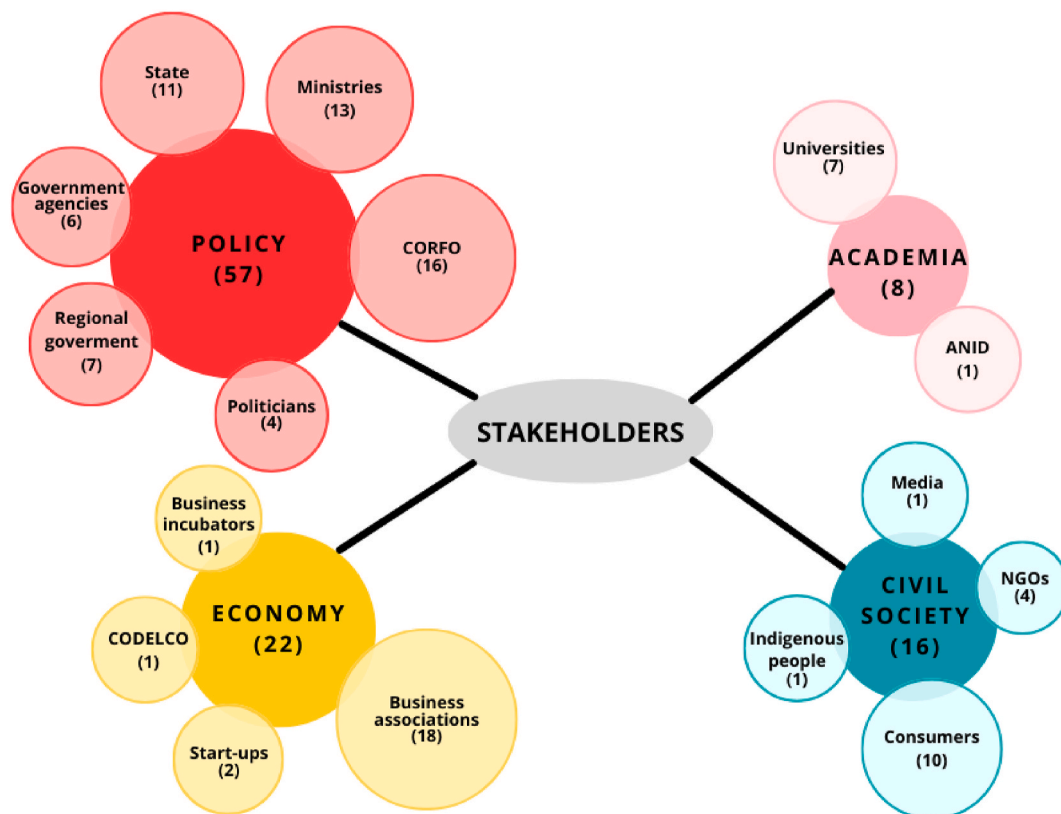 State
(11)
Ministries
(13)
Government
agencies
(6)
POLICY
(57)
CORFO
(16)
Regional
goverment
(7)
Politicians
(4)
Universities
(7)
ACADEMIA
(8)
ANID
(1)
STAKEHOLDERS
Business
incubators
(1)
ECONOMY
(22)
CODELCO
(1)
Business
associations
(18)
Start-ups
(2)
Media
(1)
NGOs
(4)
CIVIL
SOCIETY
(16)
Indigenous
people
(1)
Consumers
(10)